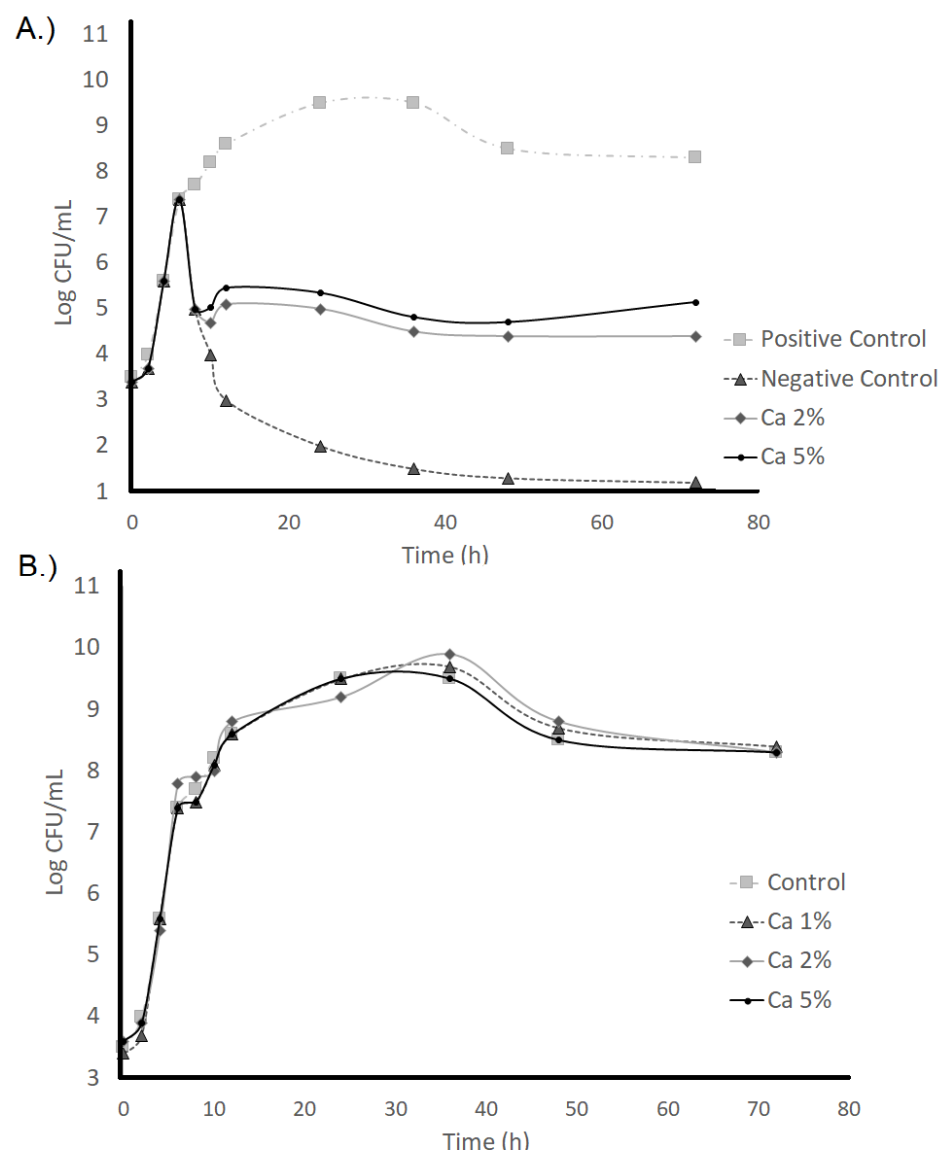 A.)
11
10
9
8
7
6
5
4
3
2
1
Log CFU/mL
0 20 40 60 80
Time (h)
Positive Control
Negative Control
Ca 2%
Ca 5%
B.)
11
10
9
8
7
6
5
4
3
Log CFU/mL
0 10 20 30 40 50 60 70 80
Time (h)
Control
Ca 1%
Ca 2%
Ca 5%